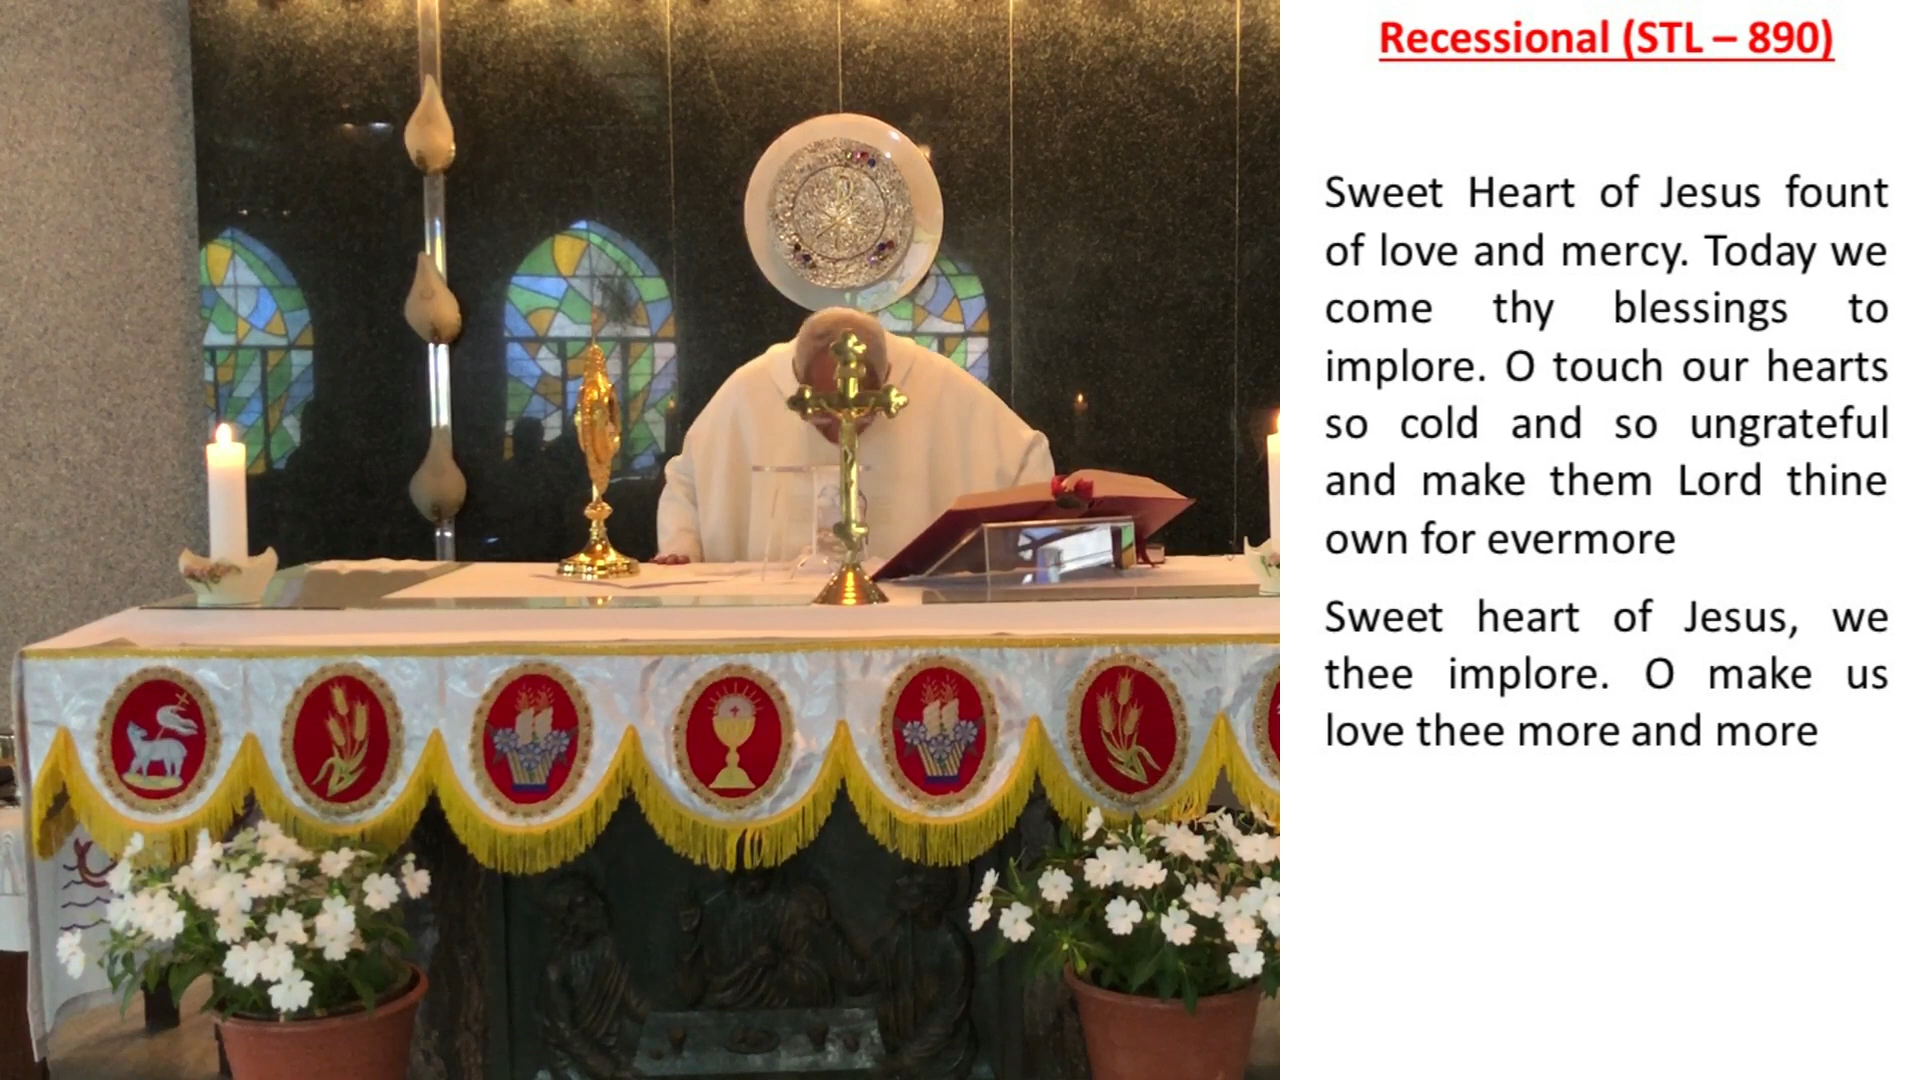 Recessional (STL – 890)
Sweet Heart of Jesus fount
of love and mercy. Today we
come thy blessings to
implore. O touch our hearts
so cold and so ungrateful
and make them Lord thine
own for evermore
Sweet heart of Jesus, we
thee implore. O make us
love thee more and more